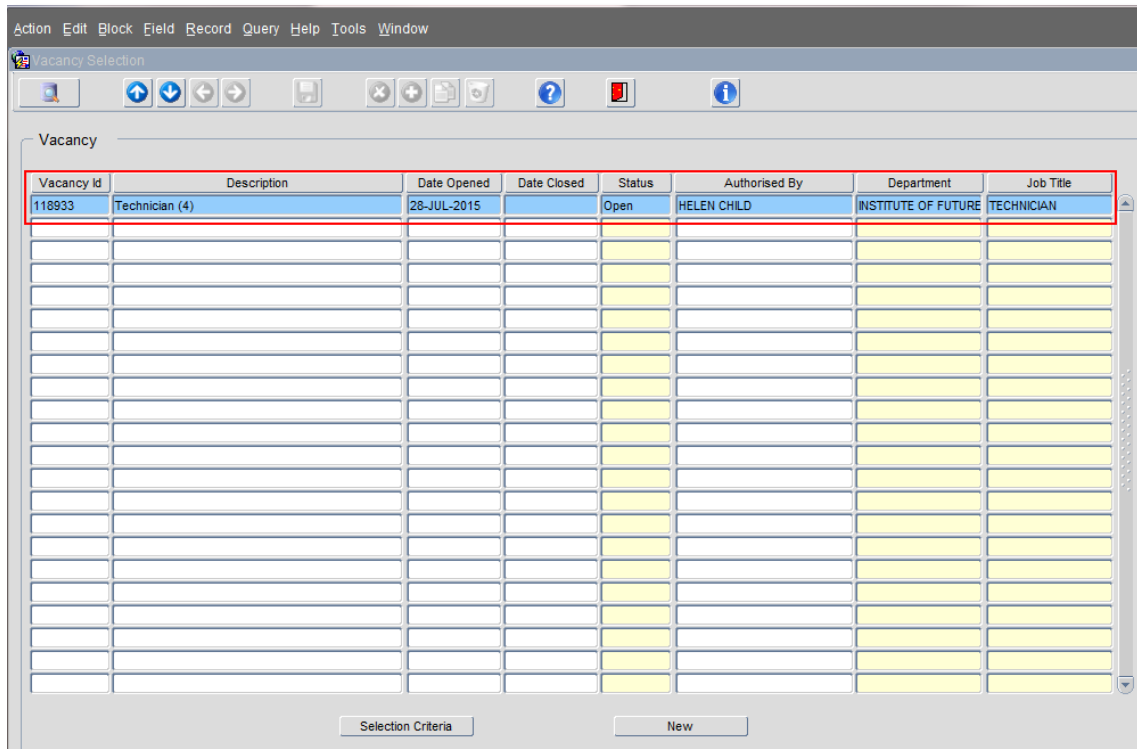 Action Edit Block Field Record Query Help Tools Window
Vacancy Selection
Vacancy
Vacancy Id Description Date Opened Date Closed Status Authorised By Department Job Title
118933 Technician (4) 28-JUL-2015 Open HELEN CHILD INSTITUTE OF FUTURE TECHNICIAN
Selection Criteria New